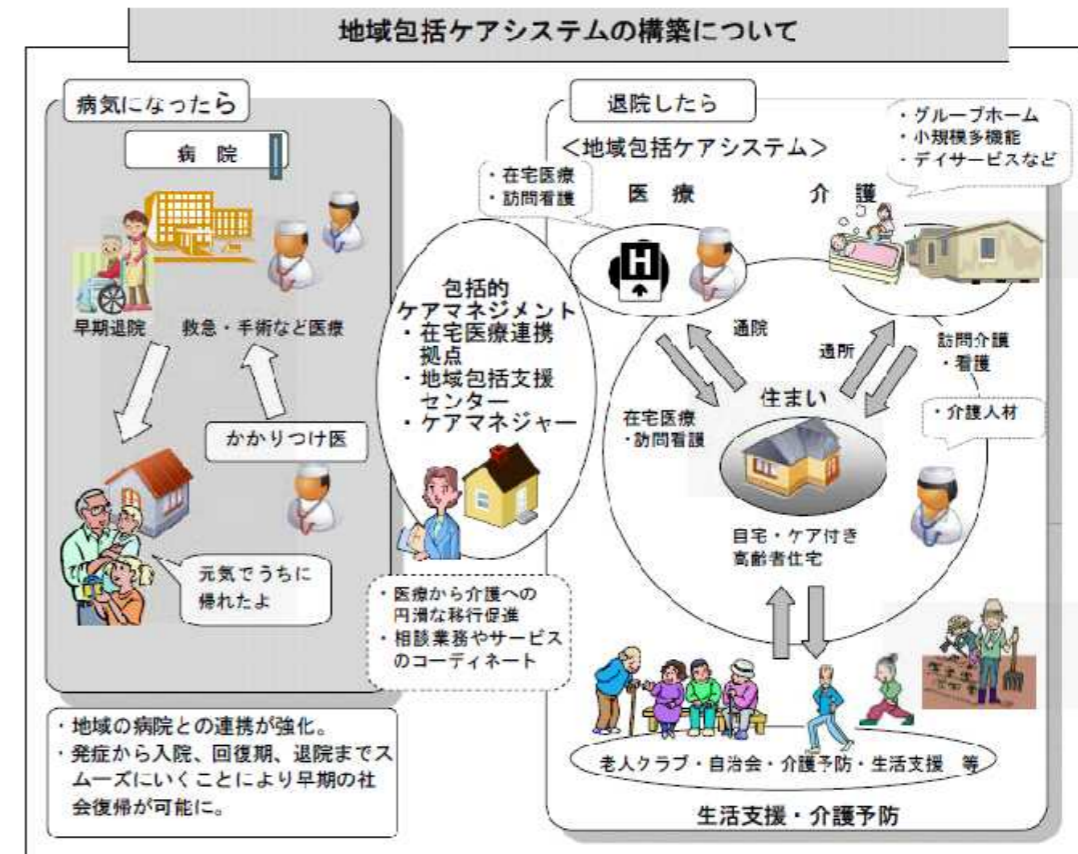 地域包括ケアシステムの構築について
病気になったら
病　院
早期退院
救急・手術など医療
かかりつけ医
元気でうちに
帰れたよ
・地域の病院との連携が強化。
・発症から入院、回復期、退院までス
ムーズにいくことにより早期の社
会復帰が可能に。
包括的
ケアマネジメント
・在宅医療連携
拠点
・地域包括支援
センター
・ケアマネジャー
・医療から介護への
円滑な移行促進
・相談業務やサービス
のコーディネート
退院したら
＜地域包括ケアシステム＞
・在宅医療
・訪問看護
医　療
介　護
・グループホーム
・小規模多機能
・デイサービスなど
H
通院
通所
訪問介護
・看護
在宅医療
・訪問看護
住まい
・介護人材
自宅・ケア付き
高齢者住宅
老人クラブ・自治会・介護予防・生活支援　等
生活支援・介護予防